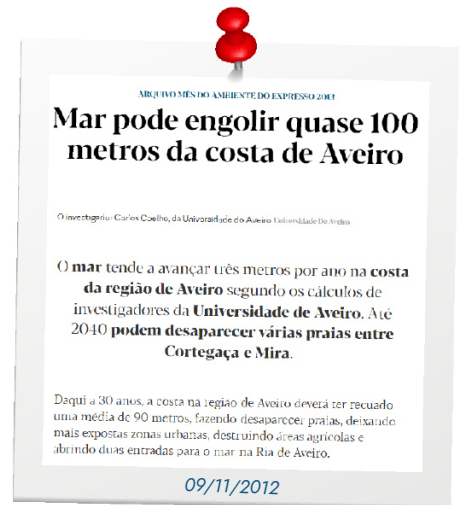 ARQUIVO MÊS DO AMBIENTE DO EXPRESSO 2013
Mar pode engolir quase 100
metros da costa de Aveiro
O investigador Carlos Coelho, da Universidade de Aveiro Universidade De Aveiro
O mar tende a avançar três metros por ano na costa
da região de Aveiro segundo os cálculos de
investigadores da Universidade de Aveiro. Até
2040 podem desaparecer várias praias entre
Cortegaça e Mira.
Daqui a 30 anos, a costa na região de Aveiro deverá ter recuado
uma média de 90 metros, fazendo desaparecer praias, deixando
mais expostas zonas urbanas, destruindo áreas agrícolas e
abrindo duas entradas para o mar na Ria de Aveiro.
09/11/2012